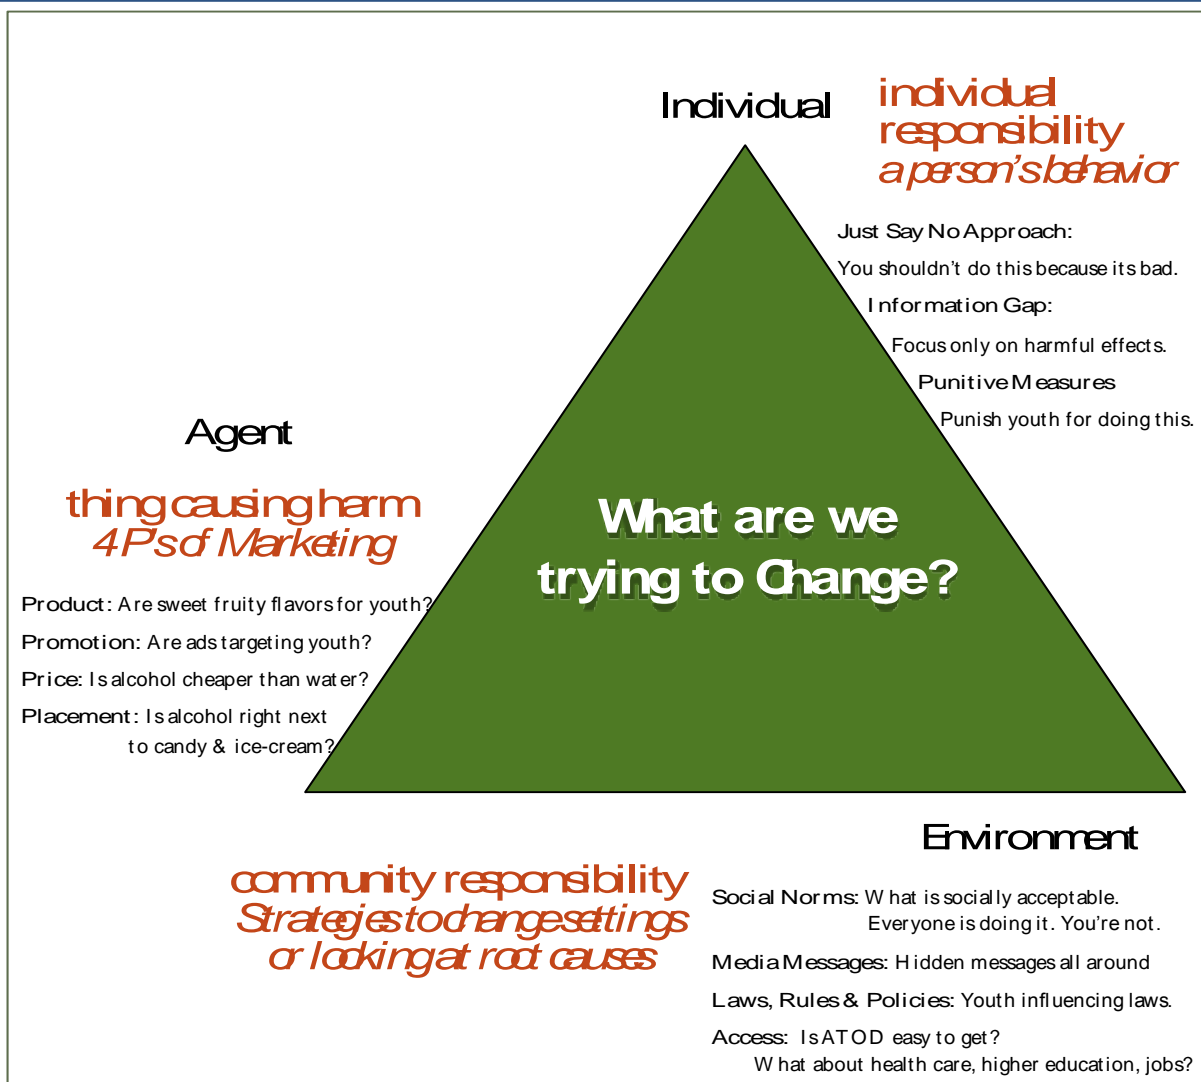 Individual
individual
responsibility
a person's behavior
Just Say No Approach:
You shouldn't do this because its bad.
Information Gap:
Focus only on harmful effects.
Punitive Measures
Punish youth for doing this.
Agent
thing causing harm
4 P's of Marketing
Product: Are sweet fruity flavors for youth?
Promotion: Are ads targeting youth?
Price: Is alcohol cheaper than water?
Placement: Is alcohol right next
to candy & ice-cream?
What are we
trying to Change?
Environment
community responsibility
Strategies to change settings
or looking at root causes
Social Norms: What is socially acceptable.
Everyone is doing it. You're not.
Media Messages: Hidden messages all around
Laws, Rules & Policies: Youth influencing laws.
Access: Is ATOD easy to get?
What about health care, higher education, jobs?